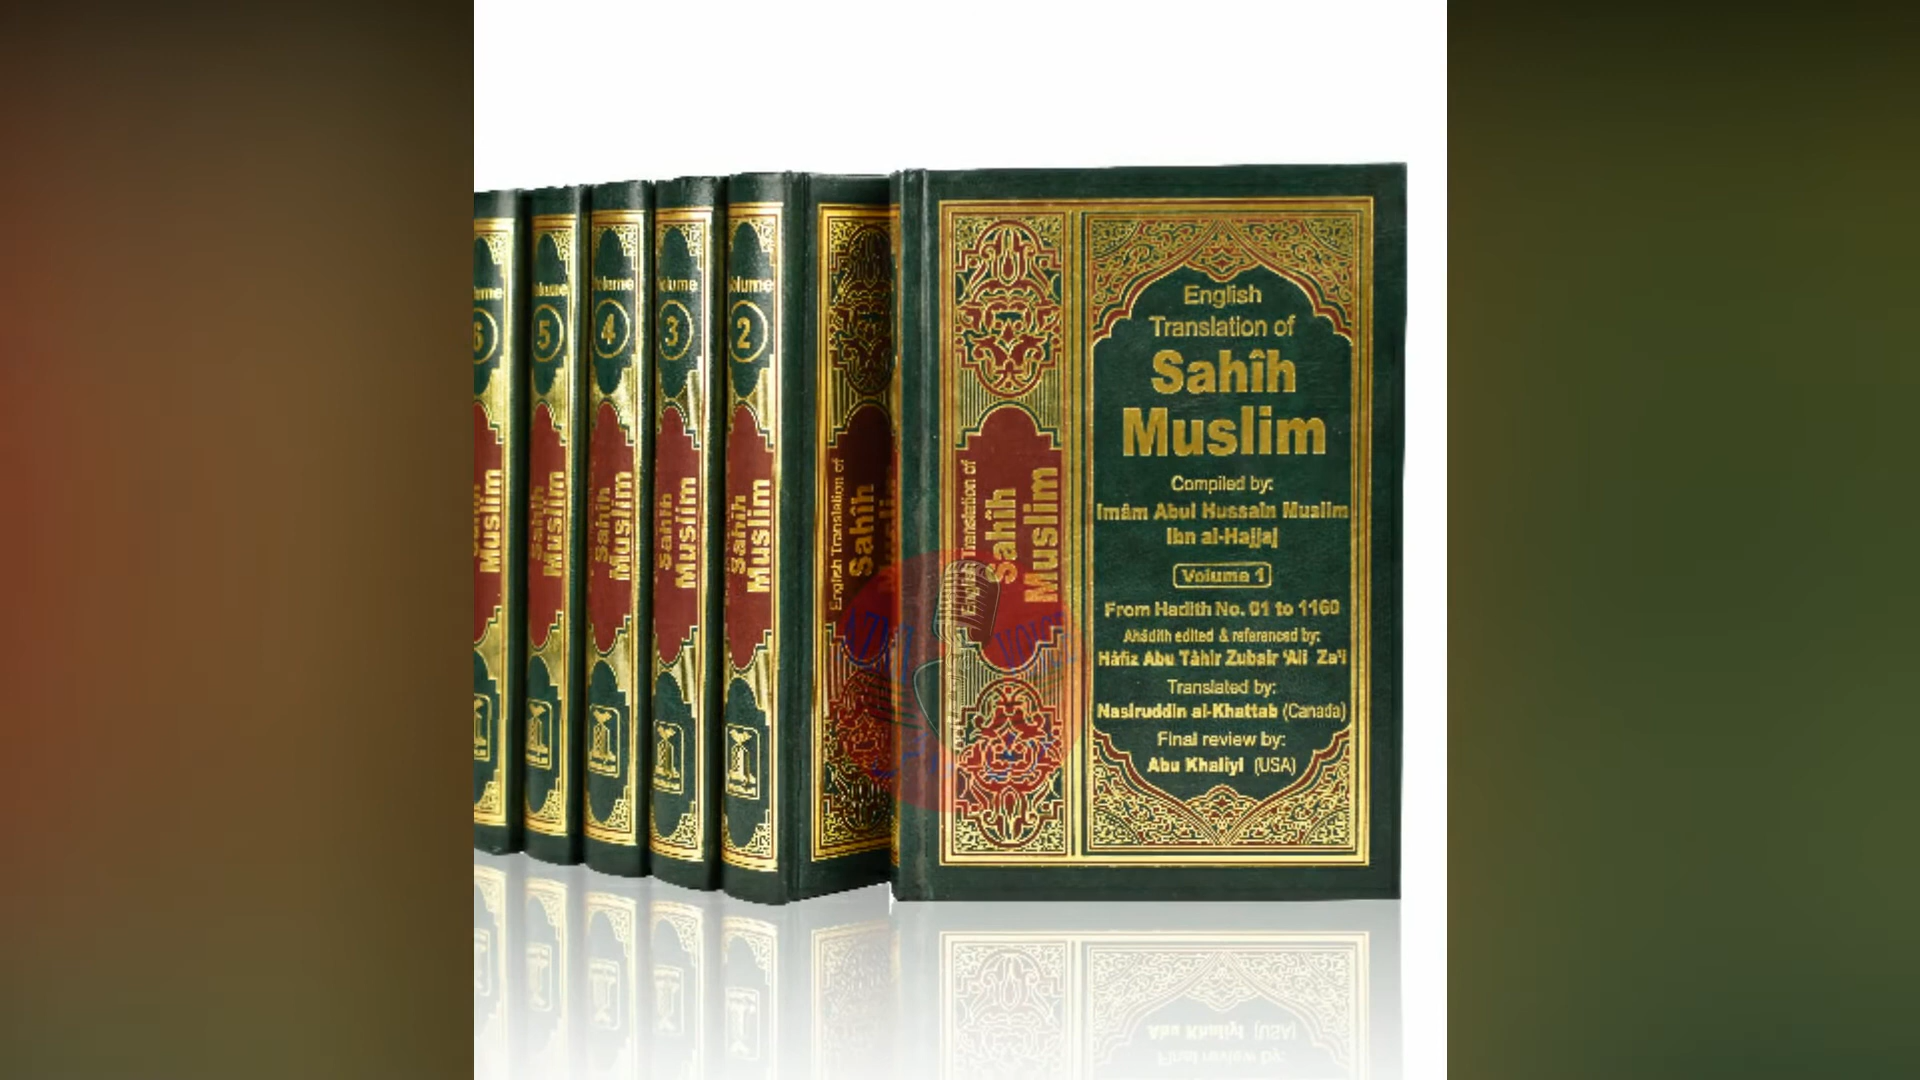 English
Translation of
Sahîh
Muslim
Compiled by:
Imâm Abul Hussain Muslim
Ibn al-Hajjaj
Volume 1
From Hadith No. 01 to 1160
Ahâdith edited & referenced by:
Hâfiz Abu Tâhir Zubair 'Ali Za'i
Translated by:
Nasiruddin al-Khattab (Canada)
Final review by:
Abu Khaliyl (USA)
English Translation of
Sahîh
Muslim
English Translation of
Sahîh
Volume
2
Sahîh
Muslim
Volume
3
Sahîh
Muslim
Volume
4
Sahîh
Muslim
Volume
5
Sahîh
Muslim
6
Muslim
VOICE